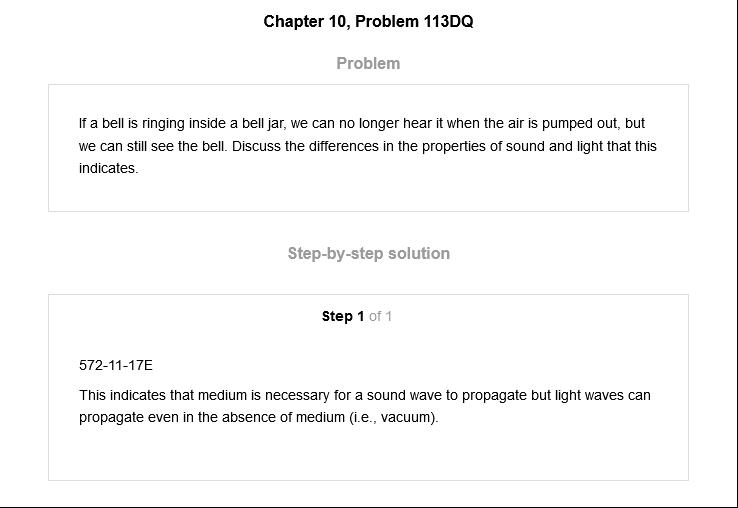 Chapter 10, Problem 113DQ
Problem
If a bell is ringing inside a bell jar, we can no longer hear it when the air is pumped out, but
we can still see the bell. Discuss the differences in the properties of sound and light that this
indicates.
Step-by-step solution
Step 1 of 1
572-11-17E
This indicates that medium is necessary for a sound wave to propagate but light waves can
propagate even in the absence of medium (i.e., vacuum).